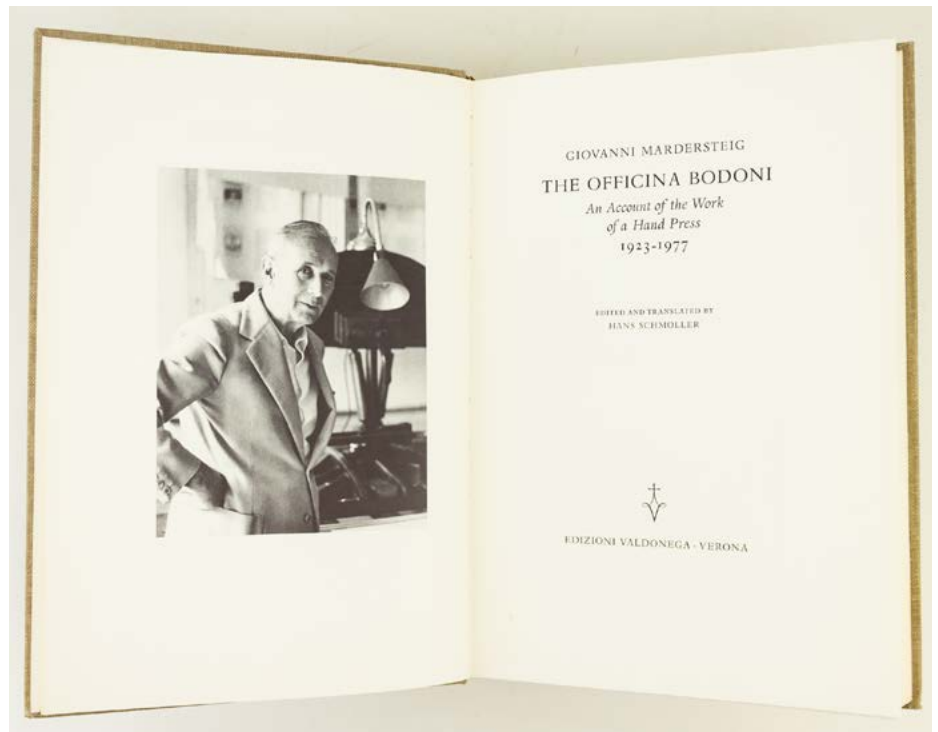 GIOVANNI MARDERSTEIG
THE OFFICINA BODONI
An Account of the Work
of a Hand Press
1923-1977
EDITED AND TRANSLATED BY
HANS SCHMOLLER
EDIZIONI VALDONEGA · VERONA